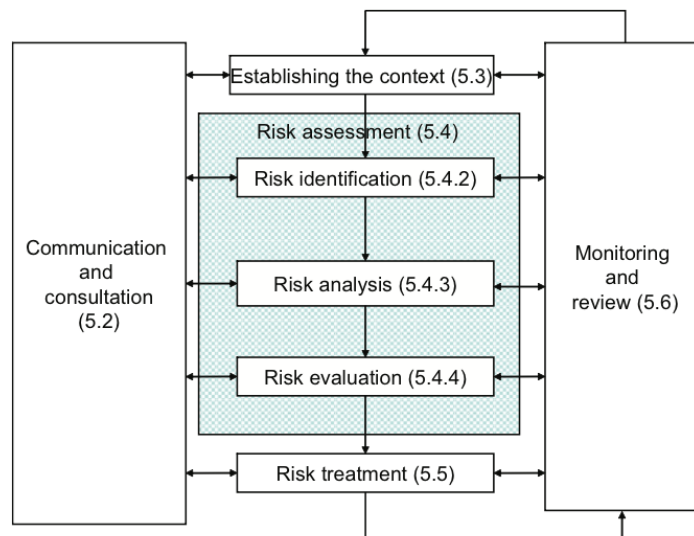 Establishing the context (5.3)
Risk assessment (5.4)
Risk identification (5.4.2)
Communication
and
consultation
(5.2)
Risk analysis (5.4.3)
Monitoring
and
review (5.6)
Risk evaluation (5.4.4)
Risk treatment (5.5)